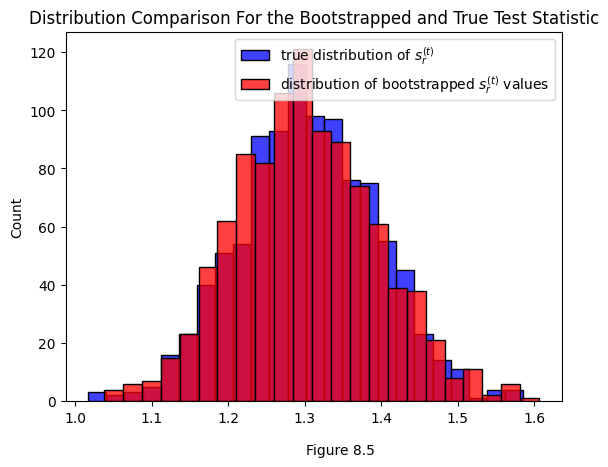 Distribution Comparison For the Bootstrapped and True Test Statistic
true distribution of $s_r^{(t)}$
distribution of bootstrapped $s_r^{(t)}$ values
120
100
80
60
40
20
0
Count
1.0 1.1 1.2 1.3 1.4 1.5 1.6
Figure 8.5